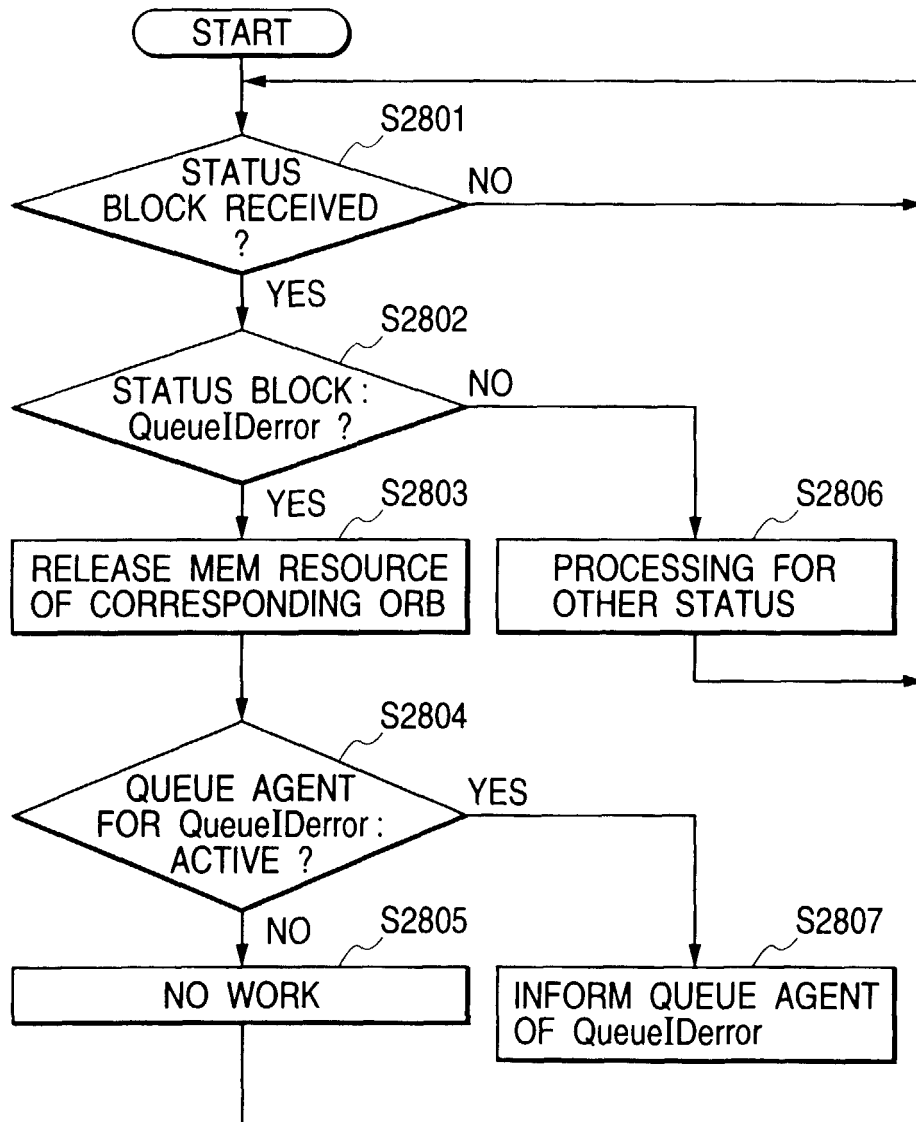 START
S2801
STATUS
BLOCK RECEIVED
?
NO
YES
S2802
STATUS BLOCK :
QueueIDerror ?
NO
YES
S2803
RELEASE MEM RESOURCE
OF CORRESPONDING ORB
S2806
PROCESSING FOR
OTHER STATUS
S2804
QUEUE AGENT
FOR QueueIDerror :
ACTIVE ?
YES
NO
S2805
NO WORK
S2807
INFORM QUEUE AGENT
OF QueueIDerror